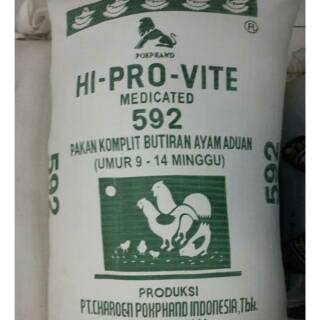 ®
POKPHAND
HI-PRO-VITE
MEDICATED
592
PAKAN KOMPLIT BUTIRAN AYAM ADUAN
(UMUR 9 - 14 MINGGU)
592
592
PRODUKSI
PT.CHAROEN POKPHAND INDONESIA,Tbk.